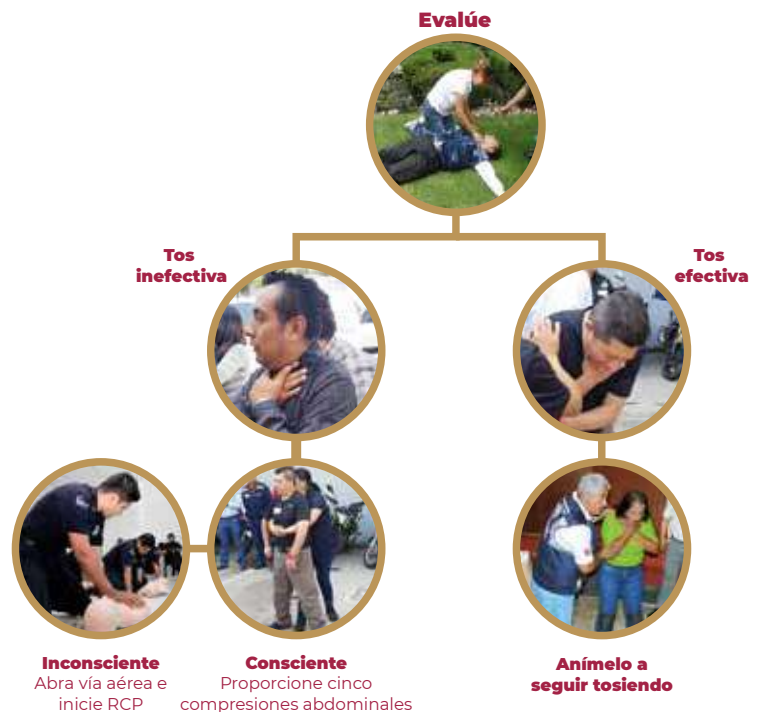 Evalúe
Tos
inefectiva
Tos
efectiva
Inconsciente
Abra vía aérea e
inicie RCP
Consciente
Proporcione cinco
compresiones abdominales
Anímelo a
seguir tosiendo